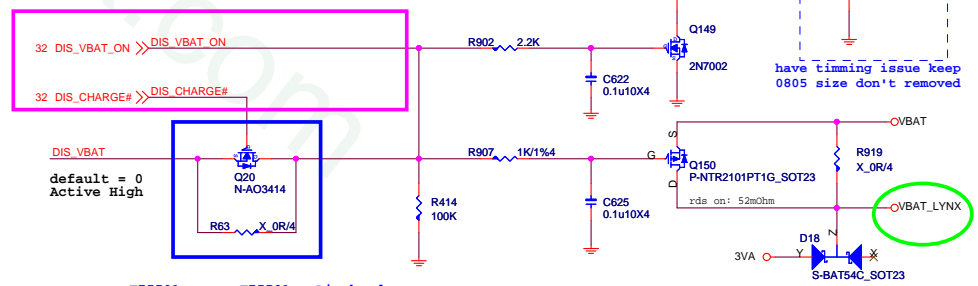 Q149
2N7002
have timming issue keep
0805 size don't removed
32 DIS_VBAT_ON DIS_VBAT_ON
R902 2.2K
C622
0.1u10X4
32 DIS_CHARGE# DIS_CHARGE#
VBAT
S
DIS_VBAT
R907 1K/1%4
G
Q150
P-NTR2101PT1G_SOT23
D
rds on: 52mOhm
R919
X_0R/4
default = 0
Active High
Q20
N-AO3414
R63 X_0R/4
R414
100K
C625
0.1u10X4
VBAT_LYNX
D18
Z
3VA
Y
X
S-BAT54C_SOT23